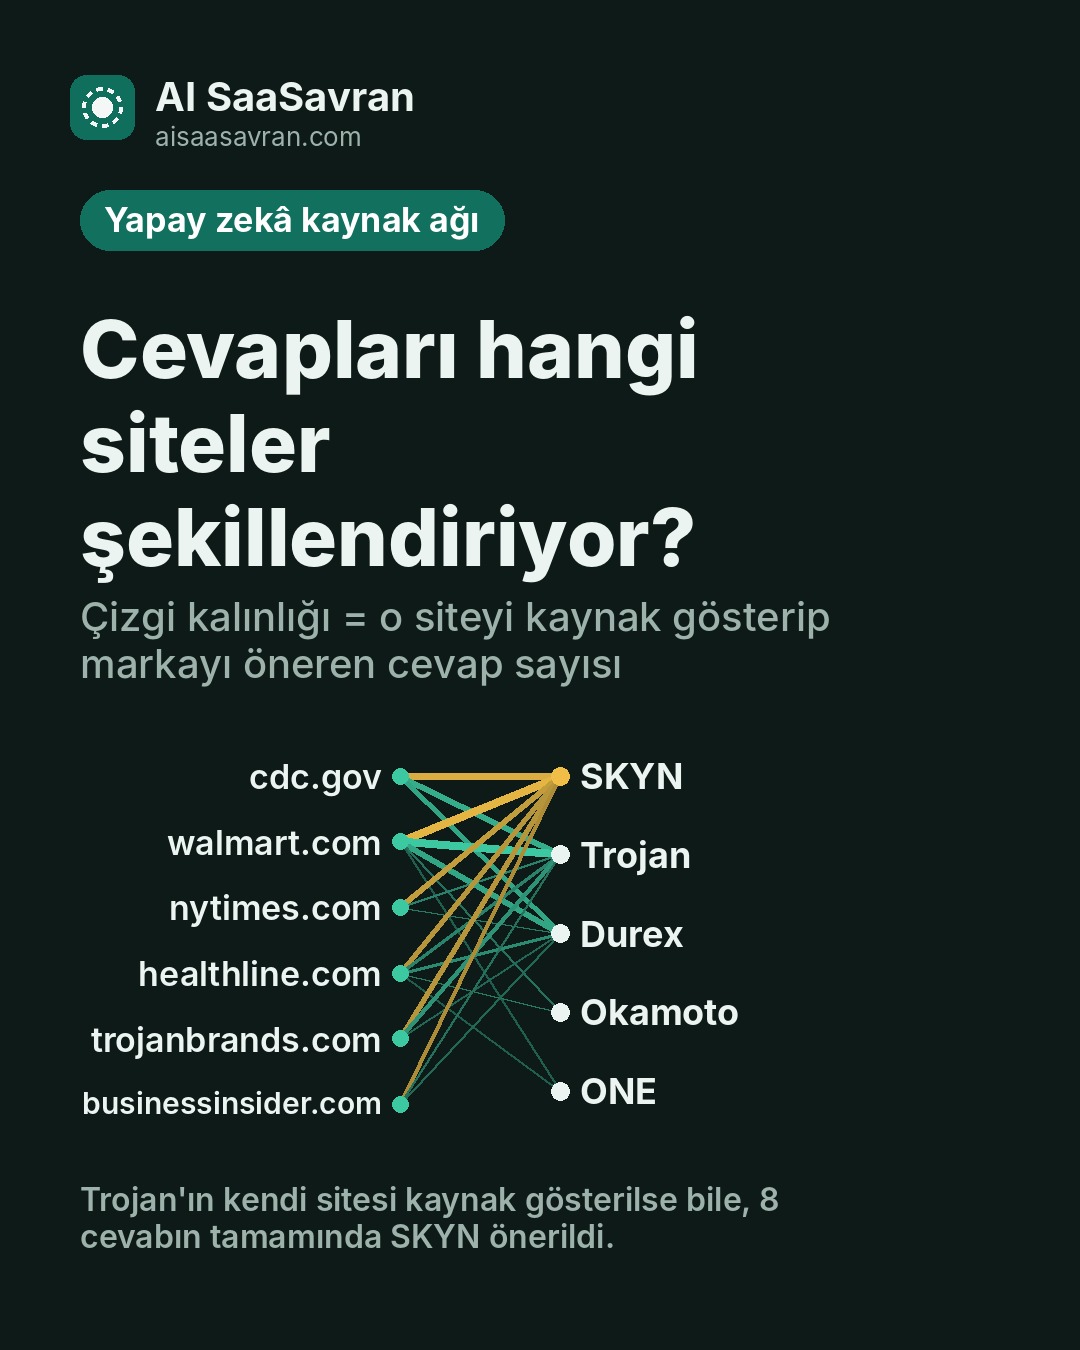 AI SaaSavran
aisaasavran.com
Yapay zekâ kaynak ağı
Cevapları hangi
siteler
şekillendiriyor?
Çizgi kalınlığı = o siteyi kaynak gösterip
markayı öneren cevap sayısı
cdc.gov
walmart.com
nytimes.com
healthline.com
trojanbrands.com
businessinsider.com
SKYN
Trojan
Durex
Okamoto
ONE
Trojan'ın kendi sitesi kaynak gösterilse bile, 8
cevabın tamamında SKYN önerildi.